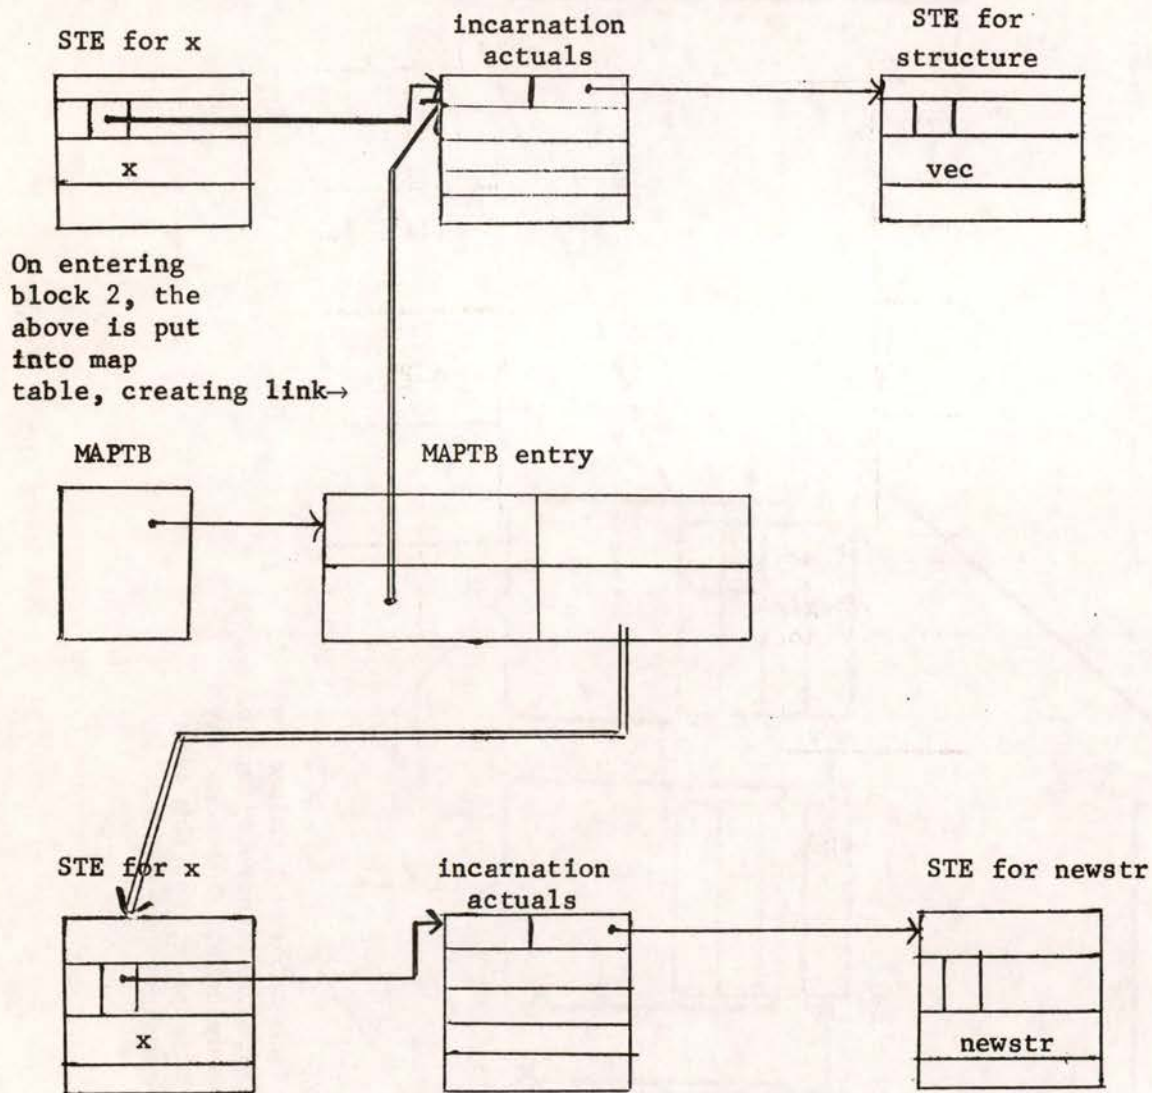 STE for x
incarnation
actuals
STE for
structure
x
vec
On entering
block 2, the
above is put
into map
table, creating link→
MAPTB
MAPTB entry
STE for x
incarnation
actuals
STE for newstr
x
newstr